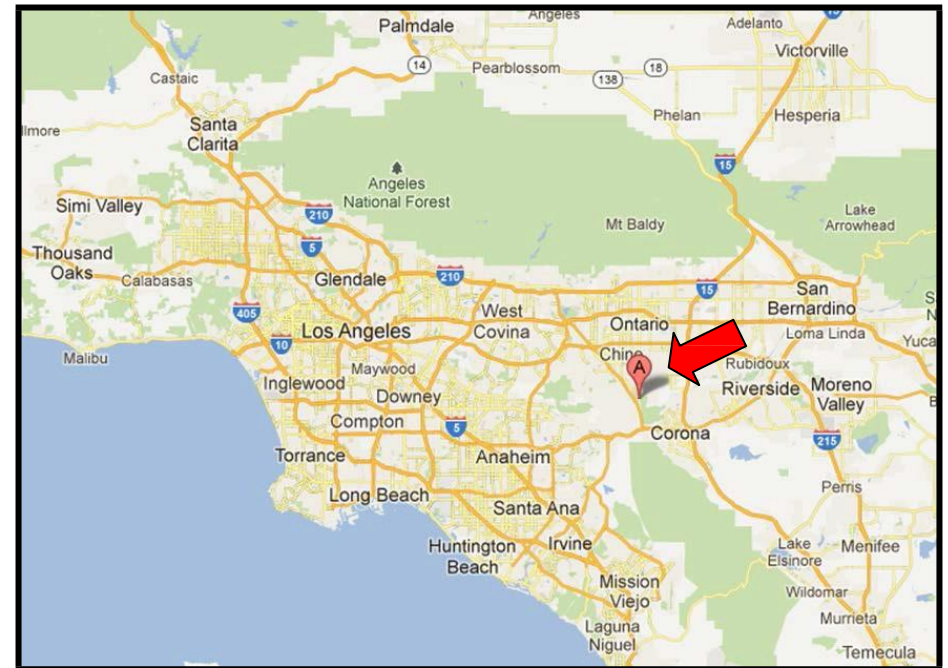 Palmdale
Angeles
Adelanto
15
Victorville
Castaic
14
Pearblossom
138
18
Phelan
Hesperia
Santa
Clarita
lmore
15
Angeles
National Forest
Simi Valley
210
Mt Baldy
Lake
Arrowhead
Thousand
Oaks
5
Calabasas
Glendale
210
15
San
Bernardino
405
West
Covina
Ontario
Los Angeles
Loma Linda
Yuca
10
Malibu
Maywood
Chino
A
Rubidoux
Inglewood
Downey
Riverside
Moreno
Valley
Compton
5
Corona
215
Torrance
Anaheim
Long Beach
Santa Ana
Perris
Huntington
Beach
Irvine
Lake
Elsinore
Menifee
Mission
Viejo
Wildomar
Laguna
Niguel
Murrieta
Temecula